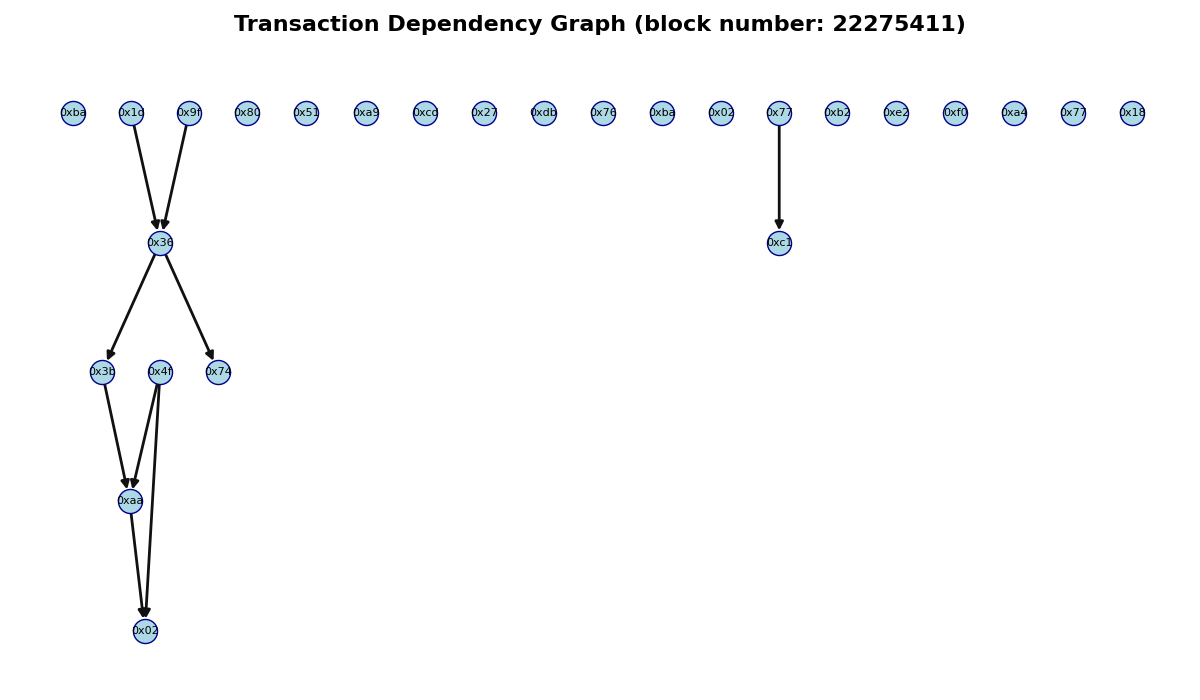 Transaction Dependency Graph (block number: 22275411)
0xba 0x1d 0x9f 0x80 0x51 0xa9 0xcd 0x27 0xdb 0x76 0xba 0x02 0x77 0xb2 0xe2 0xf0 0xa4 0x77 0x18
0x36 0xc1
0x3b 0x4f 0x74
0xaa
0x02